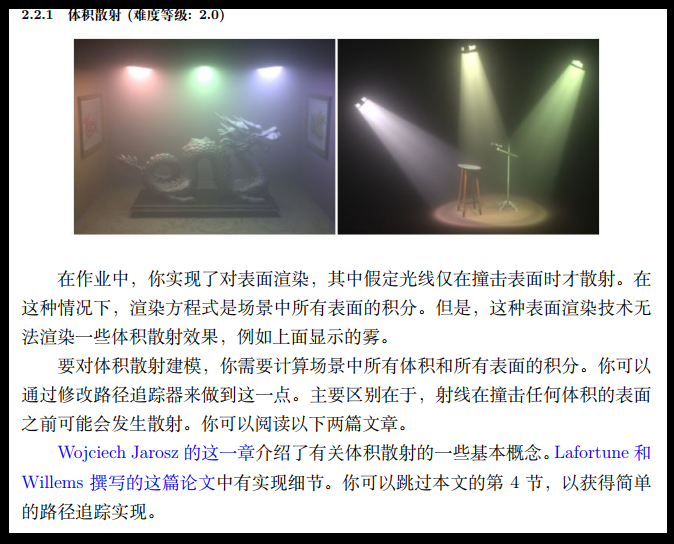 2.2.1 体积散射 (难度等级: 2.0)
在作业中，你实现了对表面渲染，其中假定光线仅在撞击表面时才散射。在
这种情况下，渲染方程式是场景中所有表面的积分。但是，这种表面渲染技术无
法渲染一些体积散射效果，例如上面显示的雾。
要对体积散射建模，你需要计算场景中所有体积和所有表面的积分。你可以
通过修改路径追踪器来做到这一点。主要区别在于，射线在撞击任何体积的表面
之前可能会发生散射。你可以阅读以下两篇文章。
Wojciech Jarosz 的这一章介绍了有关体积散射的一些基本概念。Lafortune 和
Willems 撰写的这篇论文中有实现细节。你可以跳过本文的第 4 节，以获得简单
的路径追踪实现。